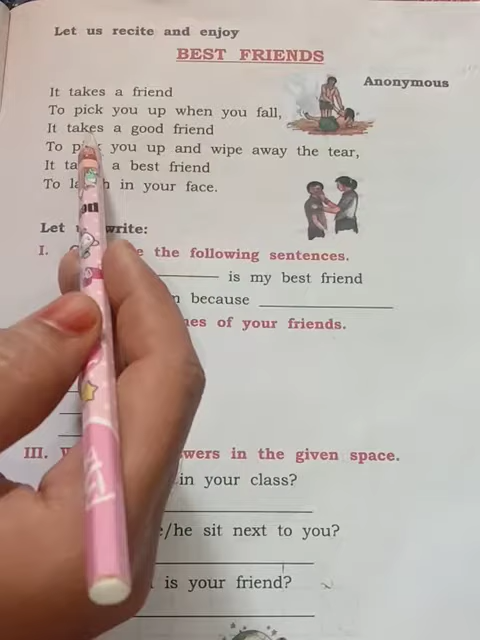 Let us recite and enjoy
BEST FRIENDS
Anonymous
It takes a friend
To pick you up when you fall,
It takes a good friend
To pick you up and wipe away the tear,
It a best friend
To in your face.
Let write:
I. the following sentences.
is my best friend
because
of your friends.
III. in the given space.
in your class?
sit next to you?
is your friend?